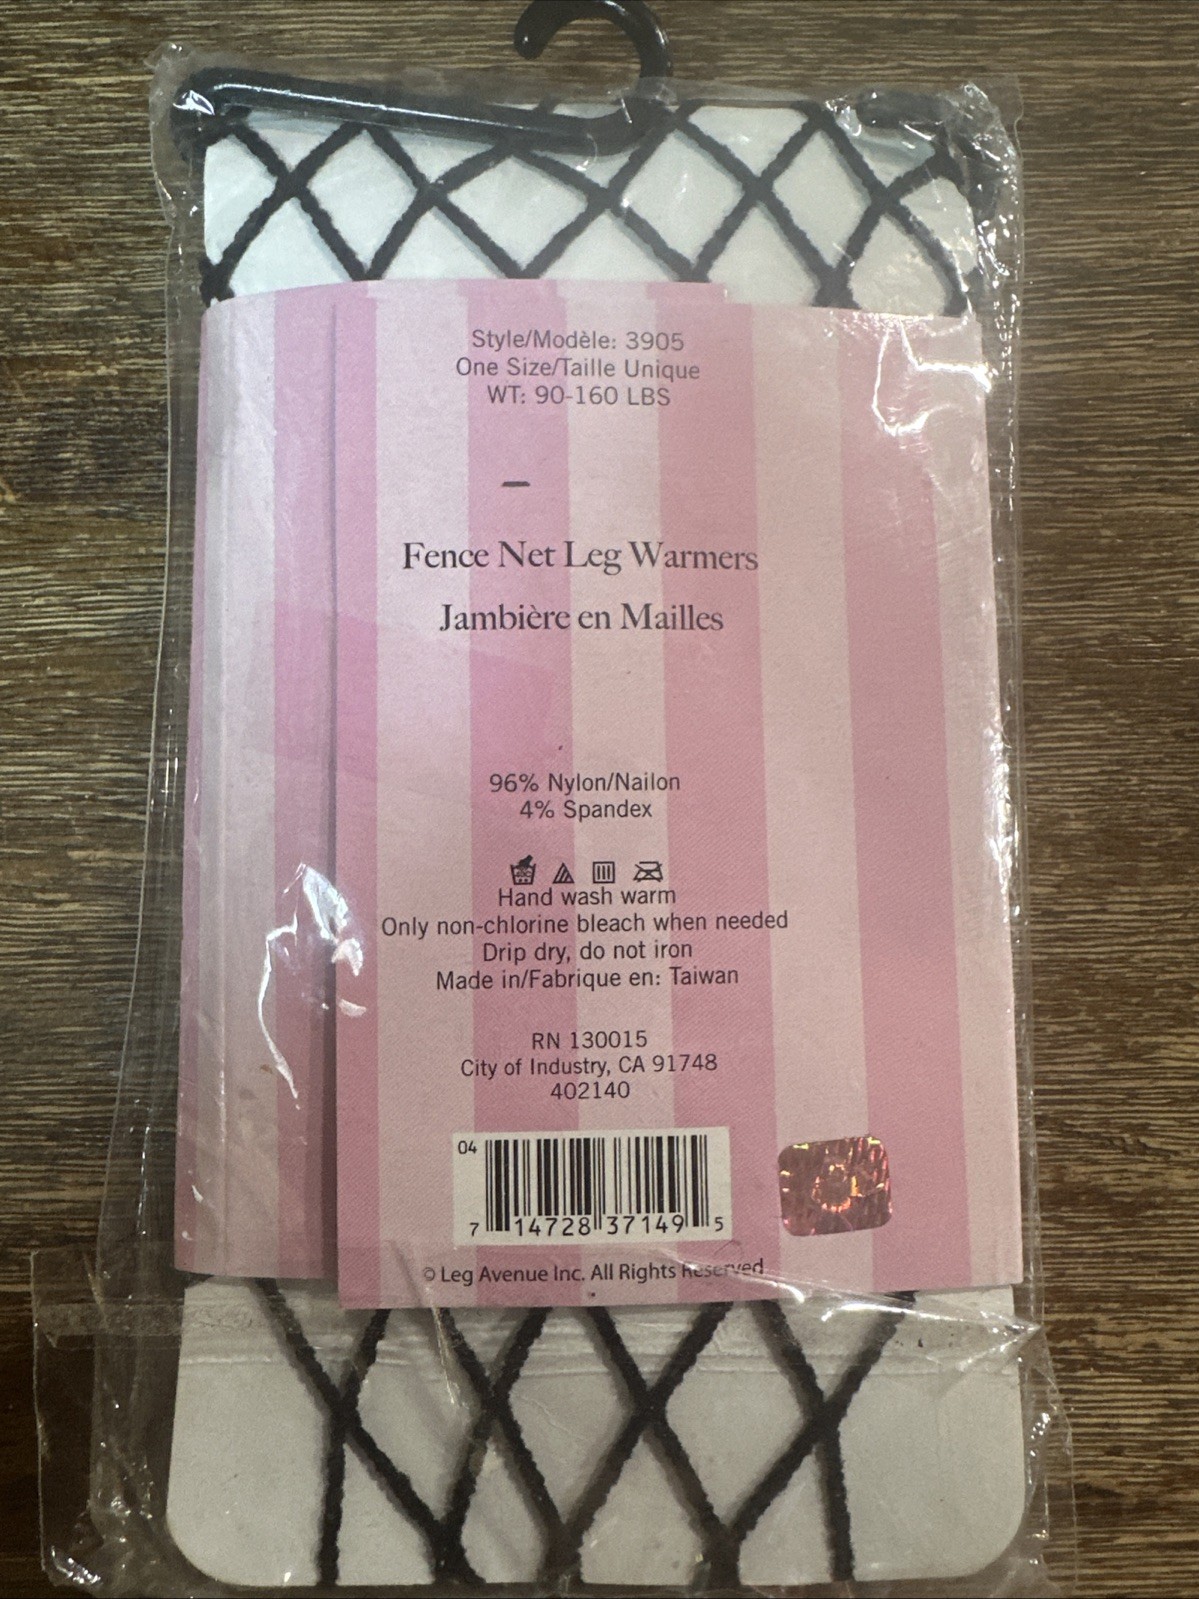 Style/Modèle: 3905
One Size/Taille Unique
WT: 90-160 LBS
–
Fence Net Leg Warmers
Jambière en Mailles
96% Nylon/Nailon
4% Spandex
Hand wash warm
Only non-chlorine bleach when needed
Drip dry, do not iron
Made in/Fabrique en: Taiwan
RN 130015
City of Industry, CA 91748
402140
04
7 14728 37149 5
© Leg Avenue Inc. All Rights Reserved